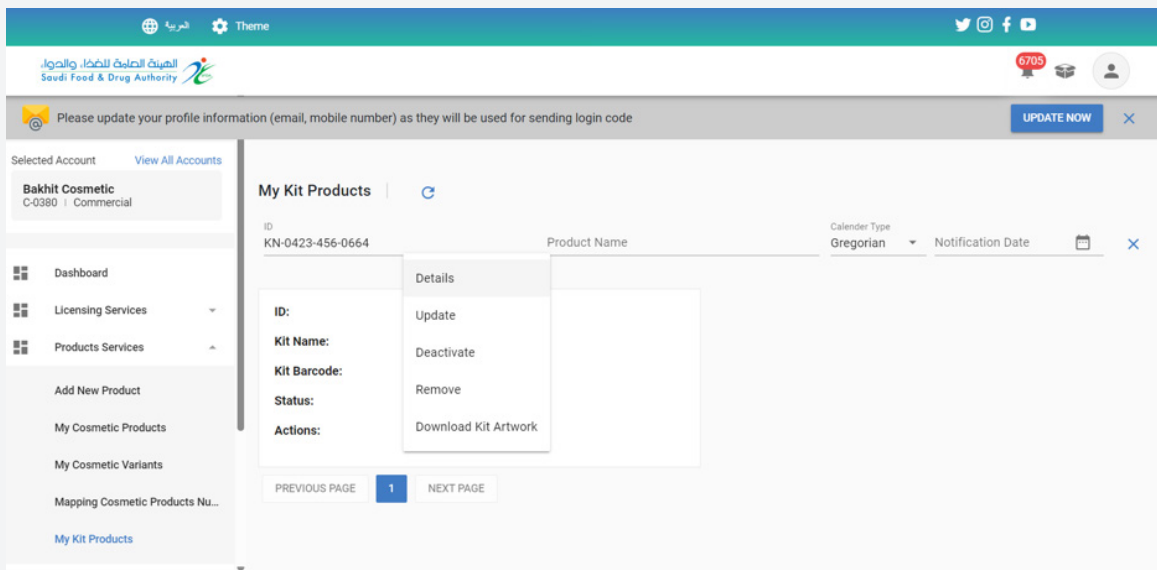 العربية Theme
الهيئة العامة للغذاء والدواء
Saudi Food & Drug Authority
6705
Please update your profile information (email, mobile number) as they will be used for sending login code
UPDATE NOW
Selected Account View All Accounts
Bakhit Cosmetic
C-0380 | Commercial
My Kit Products
ID
KN-0423-456-0664
Product Name
Calender Type
Gregorian
Notification Date
Dashboard
Licensing Services
Products Services
Add New Product
My Cosmetic Products
My Cosmetic Variants
Mapping Cosmetic Products Nu...
My Kit Products
ID:
Kit Name:
Kit Barcode:
Status:
Actions:
Details
Update
Deactivate
Remove
Download Kit Artwork
PREVIOUS PAGE 1 NEXT PAGE